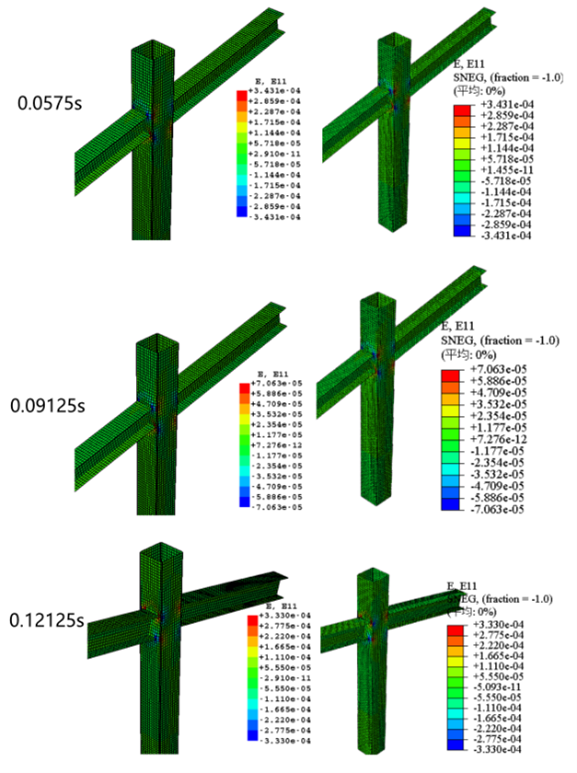 0.0575s
E, E11
+3.431e-04
+2.859e-04
+2.287e-04
+1.715e-04
+1.144e-04
+5.718e-05
+2.910e-11
-5.718e-05
-1.144e-04
-1.715e-04
-2.287e-04
-2.859e-04
-3.431e-04
E, E11
SNEG, (fraction = -1.0)
(平均: 0%)
+3.431e-04
+2.859e-04
+2.287e-04
+1.715e-04
+1.144e-04
+5.718e-05
+1.455e-11
-5.718e-05
-1.144e-04
-1.715e-04
-2.287e-04
-2.859e-04
-3.431e-04
0.09125s
E, E11
+7.063e-05
+5.886e-05
+4.709e-05
+3.532e-05
+2.354e-05
+1.177e-05
+7.276e-12
-1.177e-05
-2.354e-05
-3.532e-05
-4.709e-05
-5.886e-05
-7.063e-05
E, E11
SNEG, (fraction = -1.0)
(平均: 0%)
+7.063e-05
+5.886e-05
+4.709e-05
+3.532e-05
+2.354e-05
+1.177e-05
+7.276e-12
-1.177e-05
-2.354e-05
-3.532e-05
-4.709e-05
-5.886e-05
-7.063e-05
0.12125s
E, E11
+3.330e-04
+2.775e-04
+2.220e-04
+1.665e-04
+1.110e-04
+5.550e-05
-2.910e-11
-5.550e-05
-1.110e-04
-1.665e-04
-2.220e-04
-2.775e-04
-3.330e-04
E, E11
SNEG, (fraction = -1.0)
(平均: 0%)
+3.330e-04
+2.775e-04
+2.220e-04
+1.665e-04
+1.110e-04
+5.550e-05
-5.093e-11
-5.550e-05
-1.110e-04
-1.665e-04
-2.220e-04
-2.775e-04
-3.330e-04